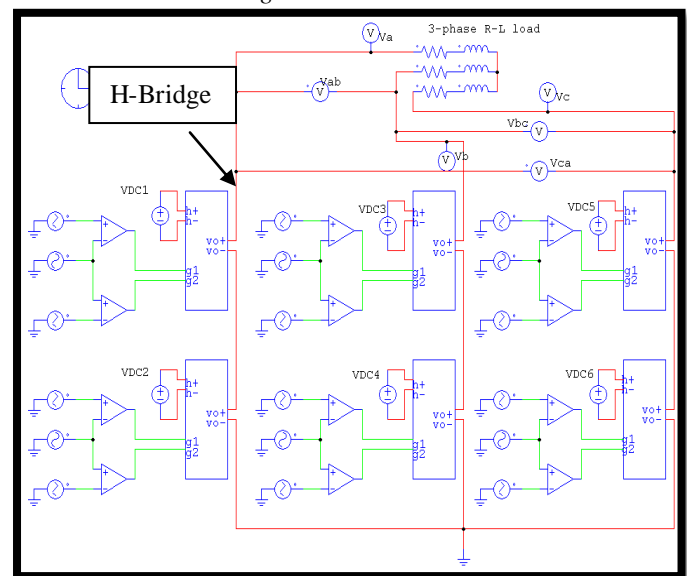 3-phase R-L load
Va
H-Bridge
Vab
Vc
Vbc
Vb
Vca
VDC1
h+
h-
vo+
vo-
g1
g2
VDC3
h+
h-
vo+
vo-
g1
g2
VDC5
h+
h-
vo+
vo-
g1
g2
VDC2
h+
h-
vo+
vo-
g1
g2
VDC4
h+
h-
vo+
vo-
g1
g2
VDC6
h+
h-
vo+
vo-
g1
g2